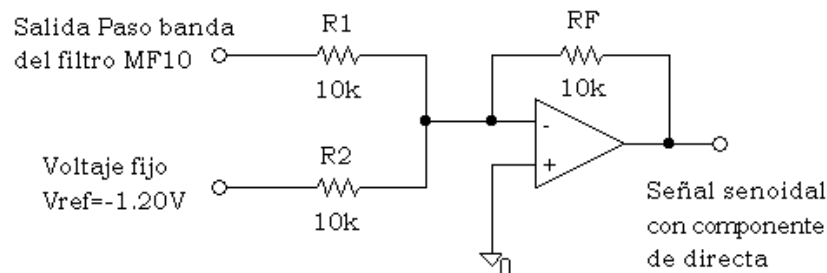 Salida Paso banda
del filtro MF10
R1
10k
RF
10k
Voltaje fijo
Vref=-1.20V
R2
10k
-
+
0
Señal senoidal
con componente
de directa